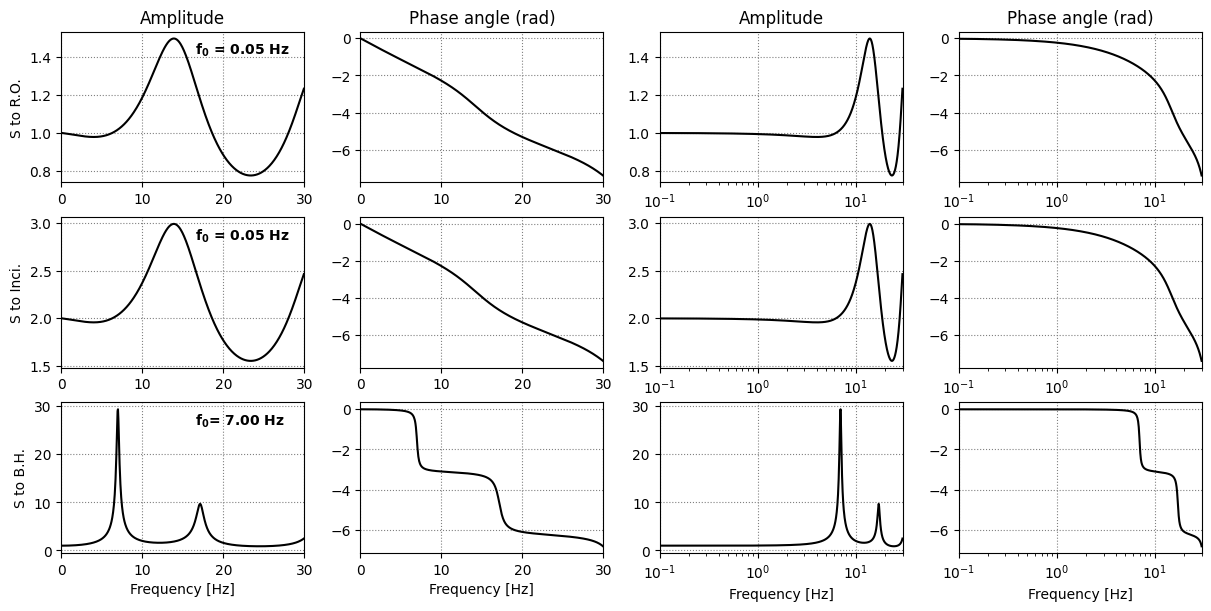 Amplitude
Phase angle (rad)
Amplitude
Phase angle (rad)
S to R.O.
1.4
1.2
1.0
0.8
f₀ = 0.05 Hz
0 10 20 30
0
−2
−4
−6
0 10 20 30
1.4
1.2
1.0
0.8
10⁻¹ 10⁰ 10¹
0
−2
−4
−6
10⁻¹ 10⁰ 10¹
S to Inci.
3.0
2.5
2.0
1.5
f₀ = 0.05 Hz
0 10 20 30
0
−2
−4
−6
0 10 20 30
3.0
2.5
2.0
1.5
10⁻¹ 10⁰ 10¹
0
−2
−4
−6
10⁻¹ 10⁰ 10¹
S to B.H.
30
20
10
0
f₀= 7.00 Hz
0 10 20 30
Frequency [Hz]
0
−2
−4
−6
0 10 20 30
Frequency [Hz]
30
20
10
0
10⁻¹ 10⁰ 10¹
Frequency [Hz]
0
−2
−4
−6
10⁻¹ 10⁰ 10¹
Frequency [Hz]